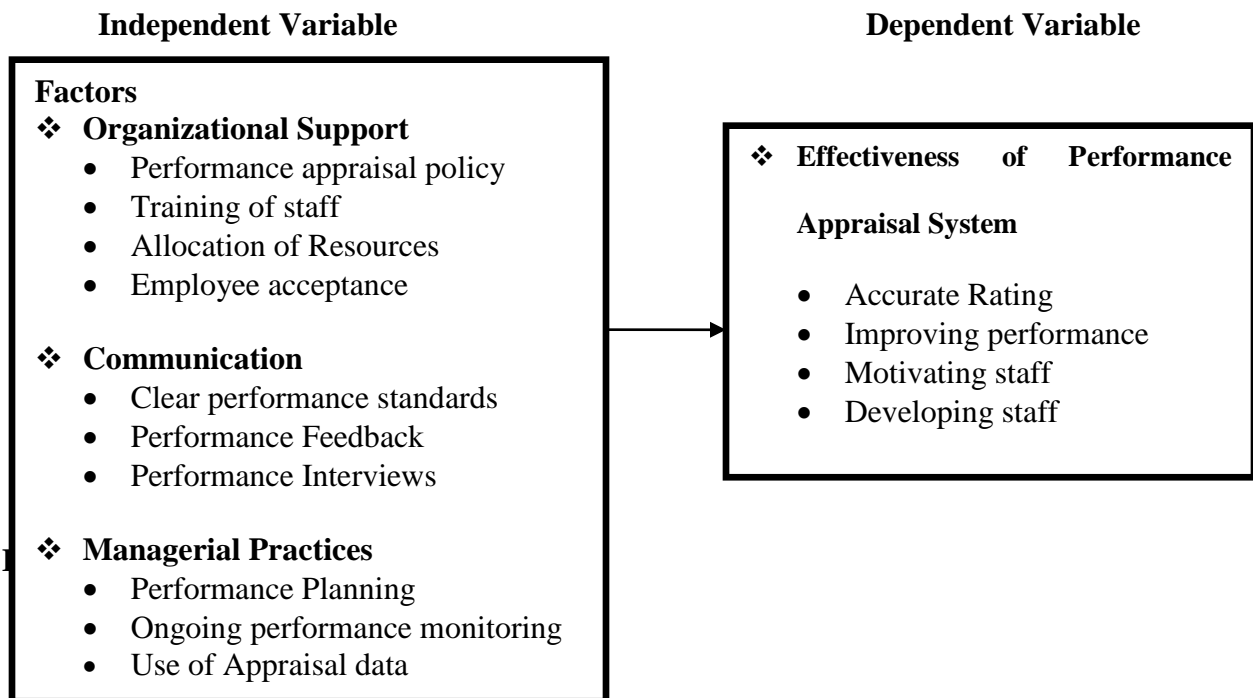 Independent Variable
Dependent Variable
Factors
❖ Organizational Support
• Performance appraisal policy
• Training of staff
• Allocation of Resources
• Employee acceptance
❖ Communication
• Clear performance standards
• Performance Feedback
• Performance Interviews
❖ Managerial Practices
• Performance Planning
• Ongoing performance monitoring
• Use of Appraisal data
❖ Effectiveness of Performance
Appraisal System
• Accurate Rating
• Improving performance
• Motivating staff
• Developing staff